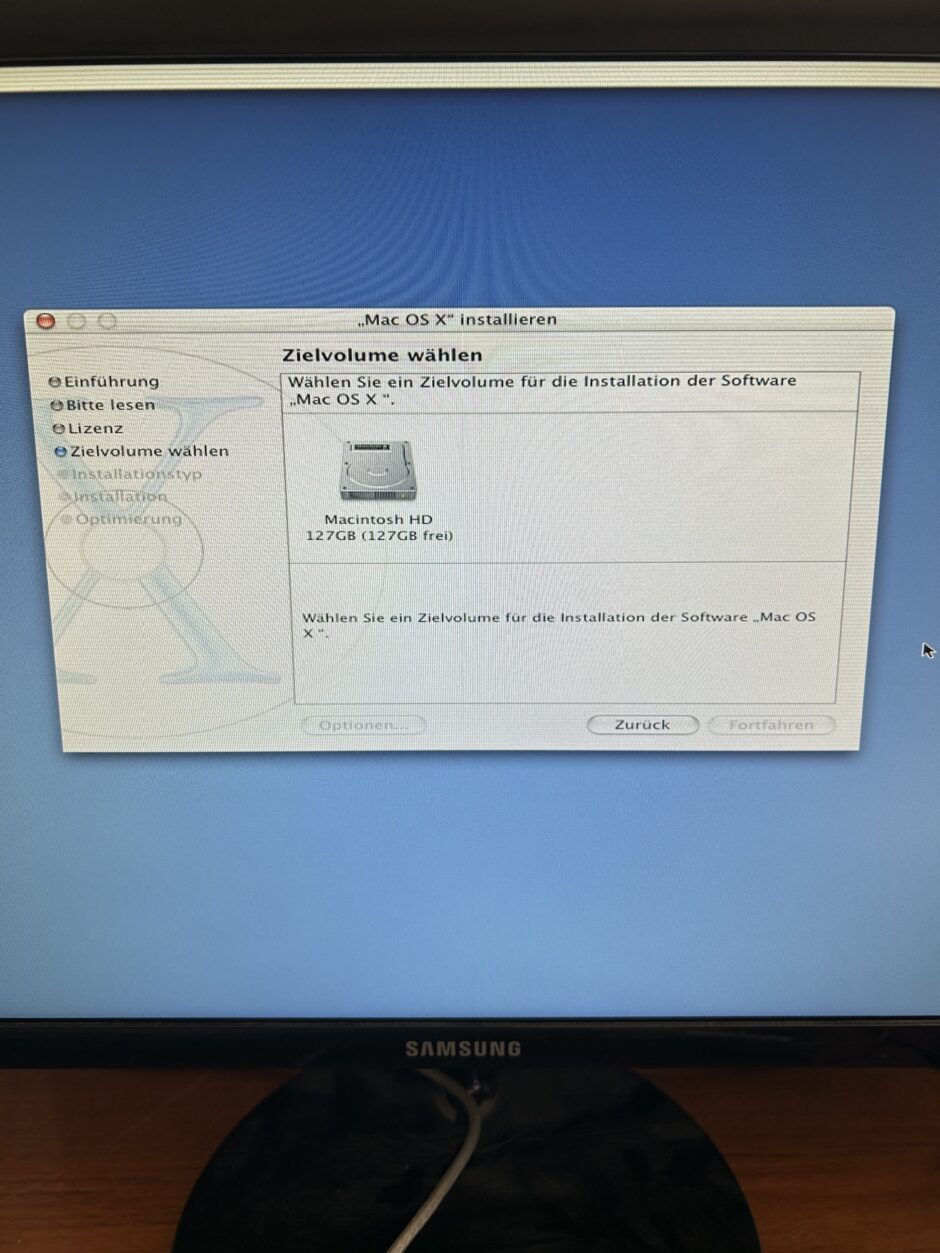 „Mac OS X“ installieren
Zielvolume wählen
Einführung
Bitte lesen
Lizenz
Zielvolume wählen
Installationstyp
Installation
Optimierung
Wählen Sie ein Zielvolume für die Installation der Software
„Mac OS X “.
Macintosh HD
127GB (127GB frei)
Wählen Sie ein Zielvolume für die Installation der Software „Mac OS
X “.
Optionen...
Zurück
Fortfahren
SAMSUNG